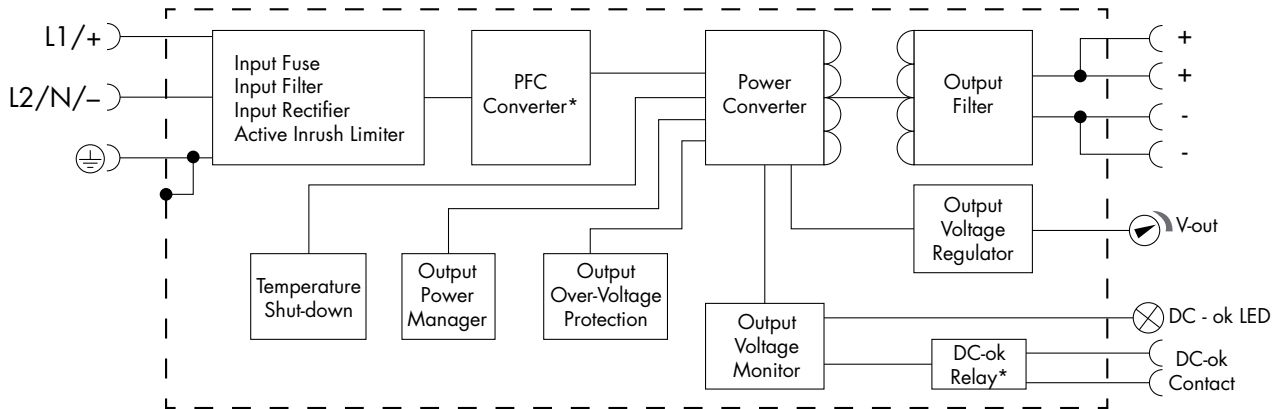 L1/+
L2/N/–
Input Fuse
Input Filter
Input Rectifier
Active Inrush Limiter
PFC
Converter*
Power
Converter
Output
Filter
+
+
-
-
Temperature
Shut-down
Output
Power
Manager
Output
Over-Voltage
Protection
Output
Voltage
Regulator
V-out
Output
Voltage
Monitor
DC-ok
Relay*
DC - ok LED
DC-ok
Contact